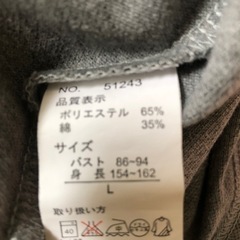 NO. 51243
品質表示
ポリエステル 65%
綿 35%
サイズ
バスト 86~94
身長 154~162
L
取り扱い方
40